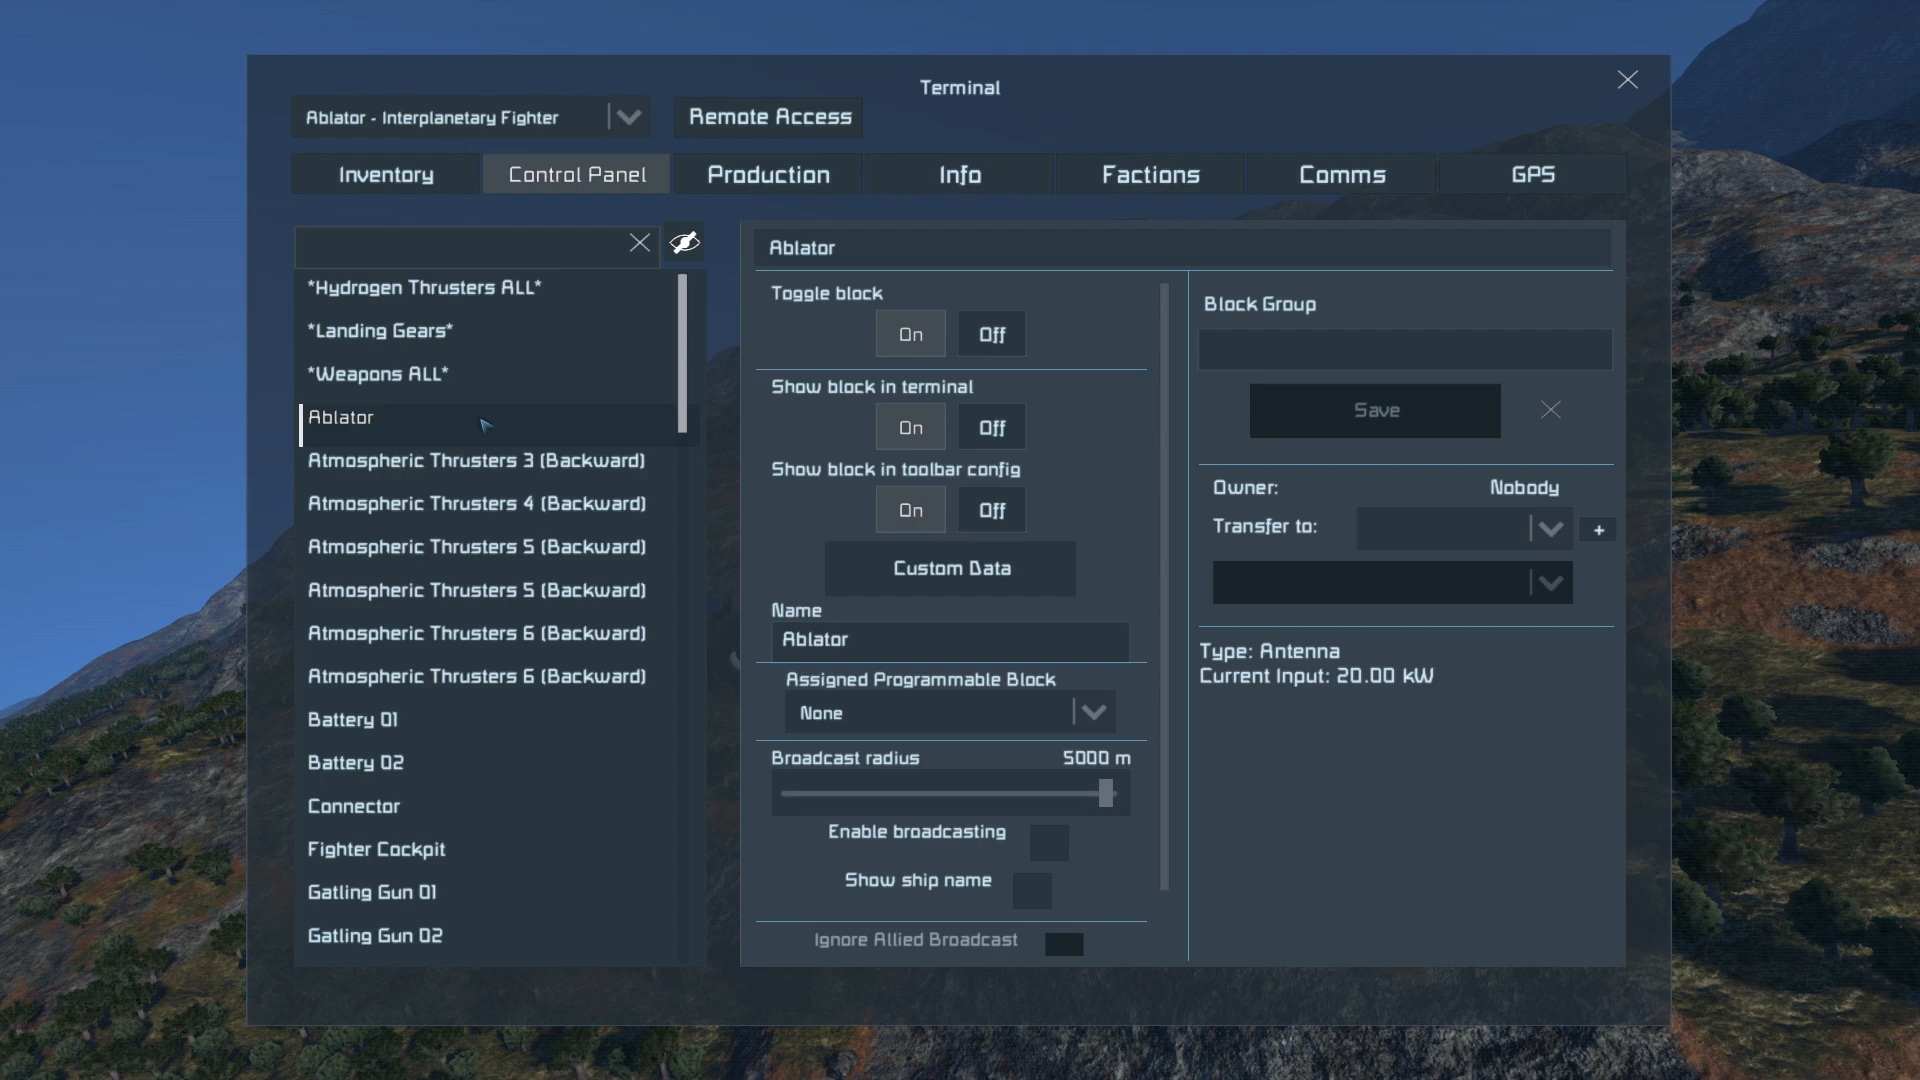 Terminal
Ablator - Interplanetary Fighter
Remote Access
Inventory
Control Panel
Production
Info
Factions
Comms
GPS
*Hydrogen Thrusters ALL*
*Landing Gears*
*Weapons ALL*
Ablator
Atmospheric Thrusters 3 (Backward)
Atmospheric Thrusters 4 (Backward)
Atmospheric Thrusters 5 (Backward)
Atmospheric Thrusters 5 (Backward)
Atmospheric Thrusters 6 (Backward)
Atmospheric Thrusters 6 (Backward)
Battery 01
Battery 02
Connector
Fighter Cockpit
Gatling Gun 01
Gatling Gun 02
Ablator
Toggle block
On Off
Show block in terminal
On Off
Show block in toolbar config
On Off
Custom Data
Name
Ablator
Assigned Programmable Block
None
Broadcast radius 5000 m
Enable broadcasting
Show ship name
Ignore Allied Broadcast
Block Group
Save
Owner: Nobody
Transfer to: +
Type: Antenna
Current Input: 20.00 kW